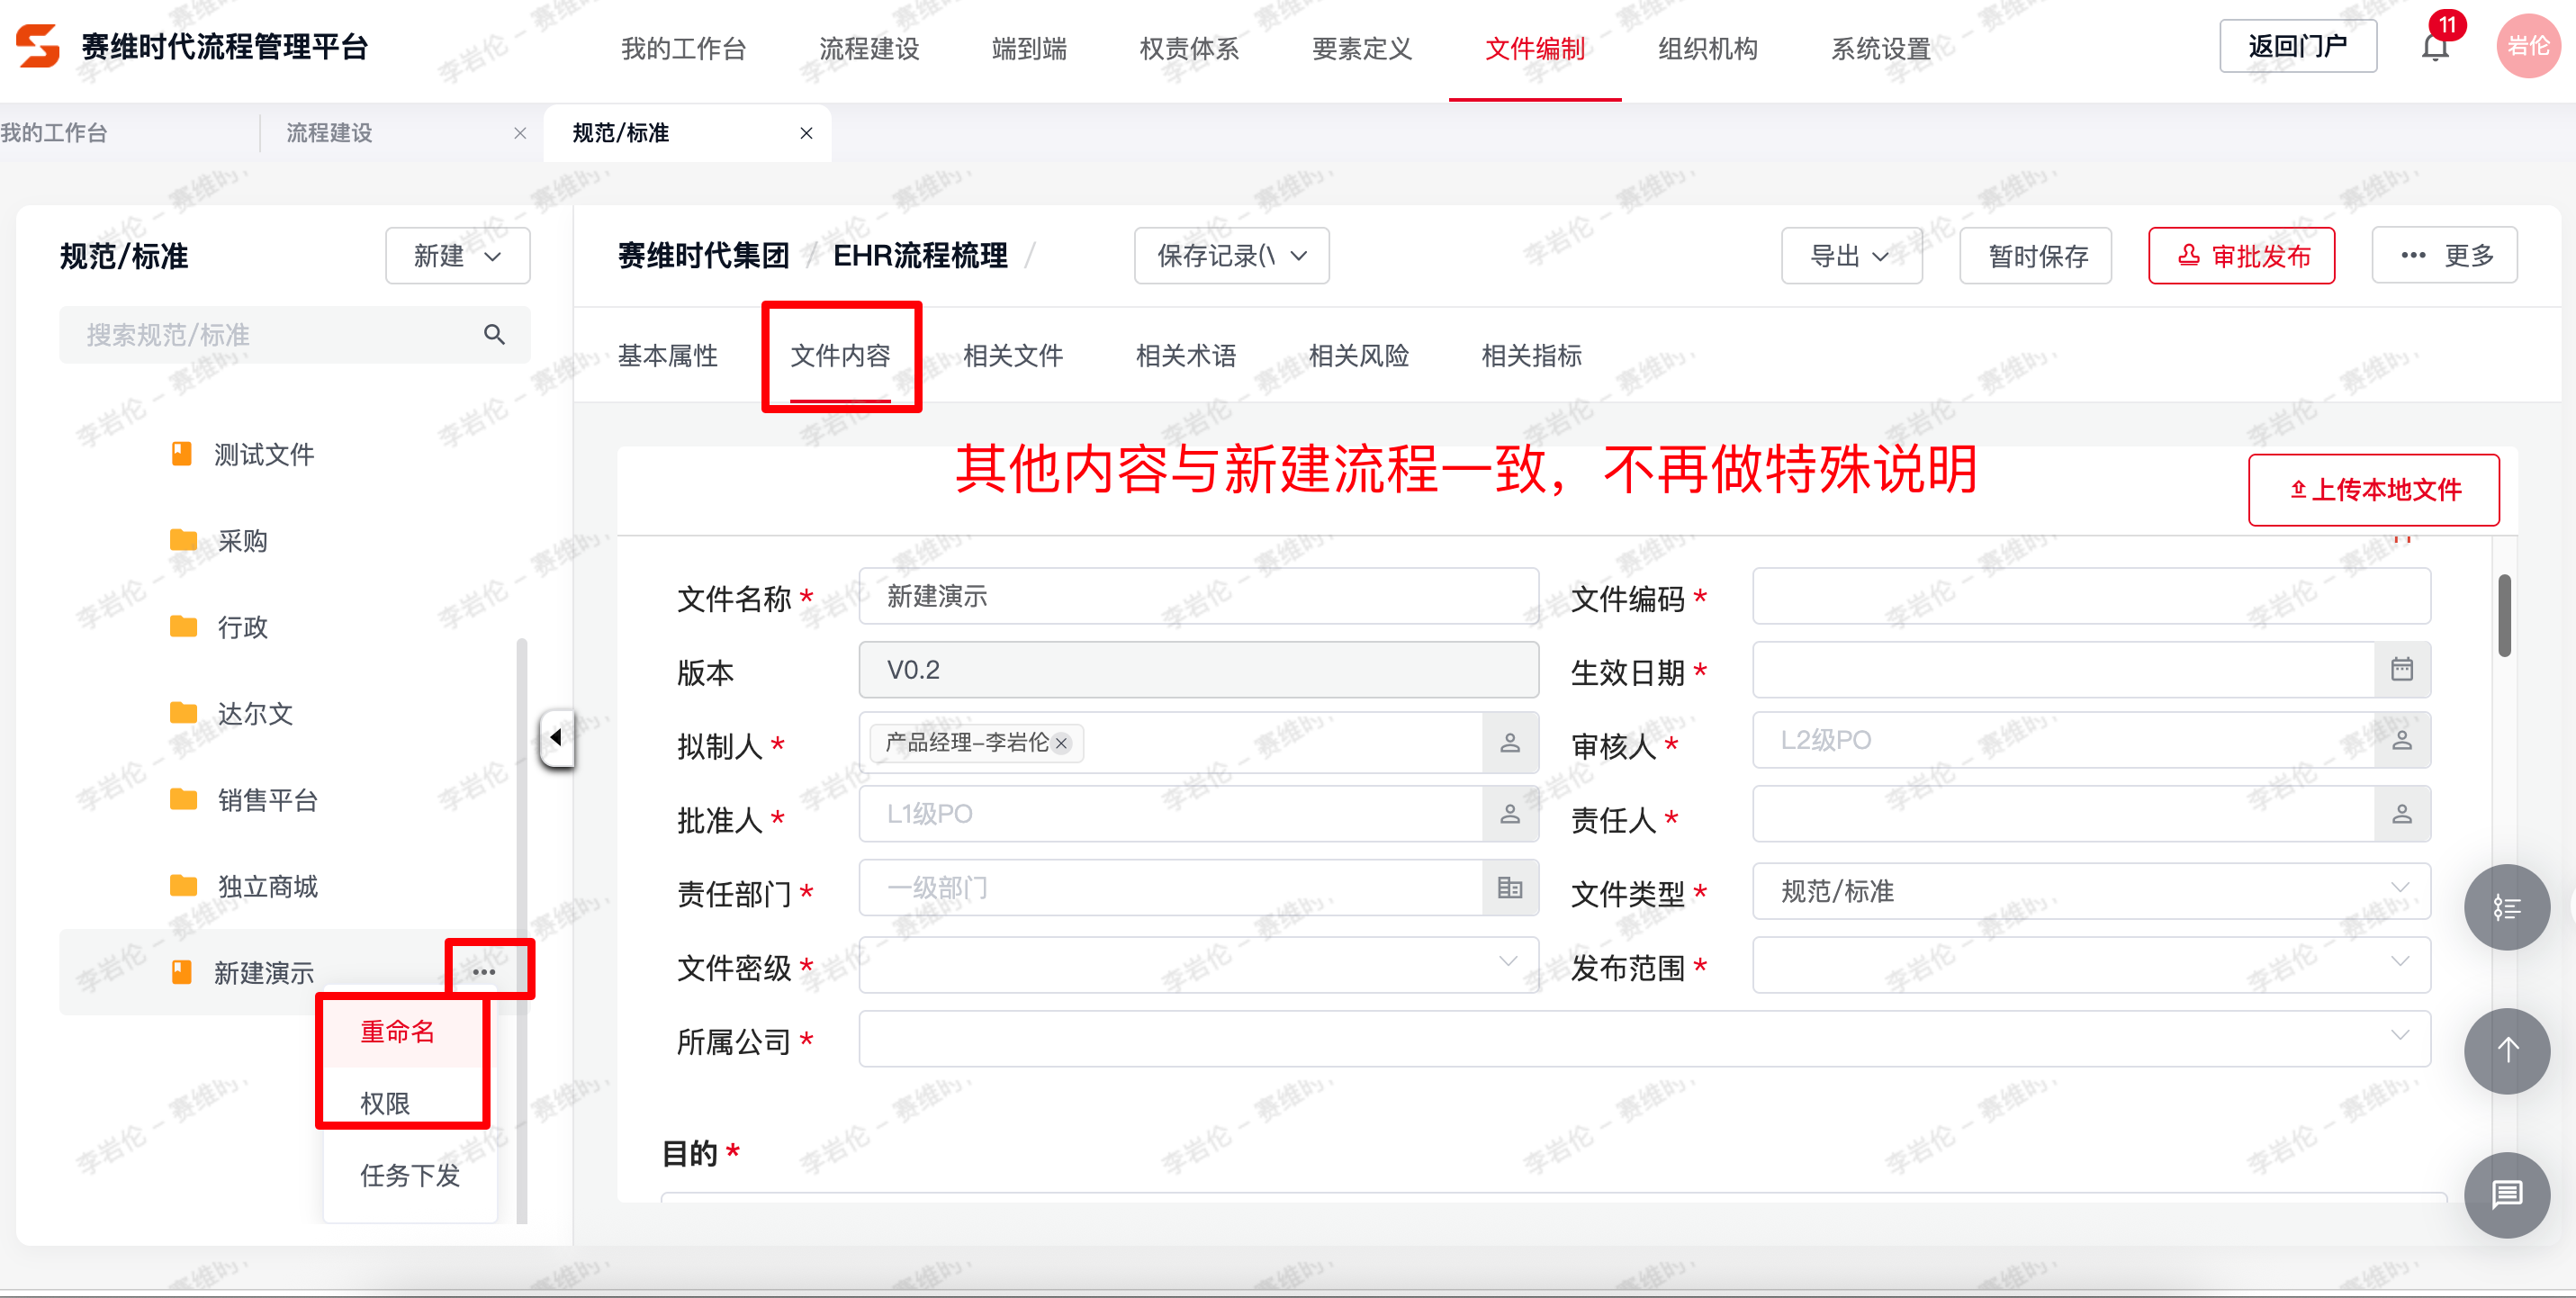 赛维时代流程管理平台
我的工作台
流程建设
端到端
权责体系
要素定义
文件编制
组织机构
系统设置
返回门户
11
岩伦
我的工作台
流程建设
规范/标准
规范/标准
新建
搜索规范/标准
测试文件
采购
行政
达尔文
销售平台
独立商城
新建演示
重命名
权限
任务下发
赛维时代集团 / EHR流程梳理 /
保存记录(\
导出
暂时保存
审批发布
更多
基本属性
文件内容
相关文件
相关术语
相关风险
相关指标
其他内容与新建流程一致，不再做特殊说明
上传本地文件
文件名称 *
新建演示
文件编码 *
版本
V0.2
生效日期 *
拟制人 *
产品经理-李岩伦
审核人 *
L2级PO
批准人 *
L1级PO
责任人 *
责任部门 *
一级部门
文件类型 *
规范/标准
文件密级 *
发布范围 *
所属公司 *
目的 *